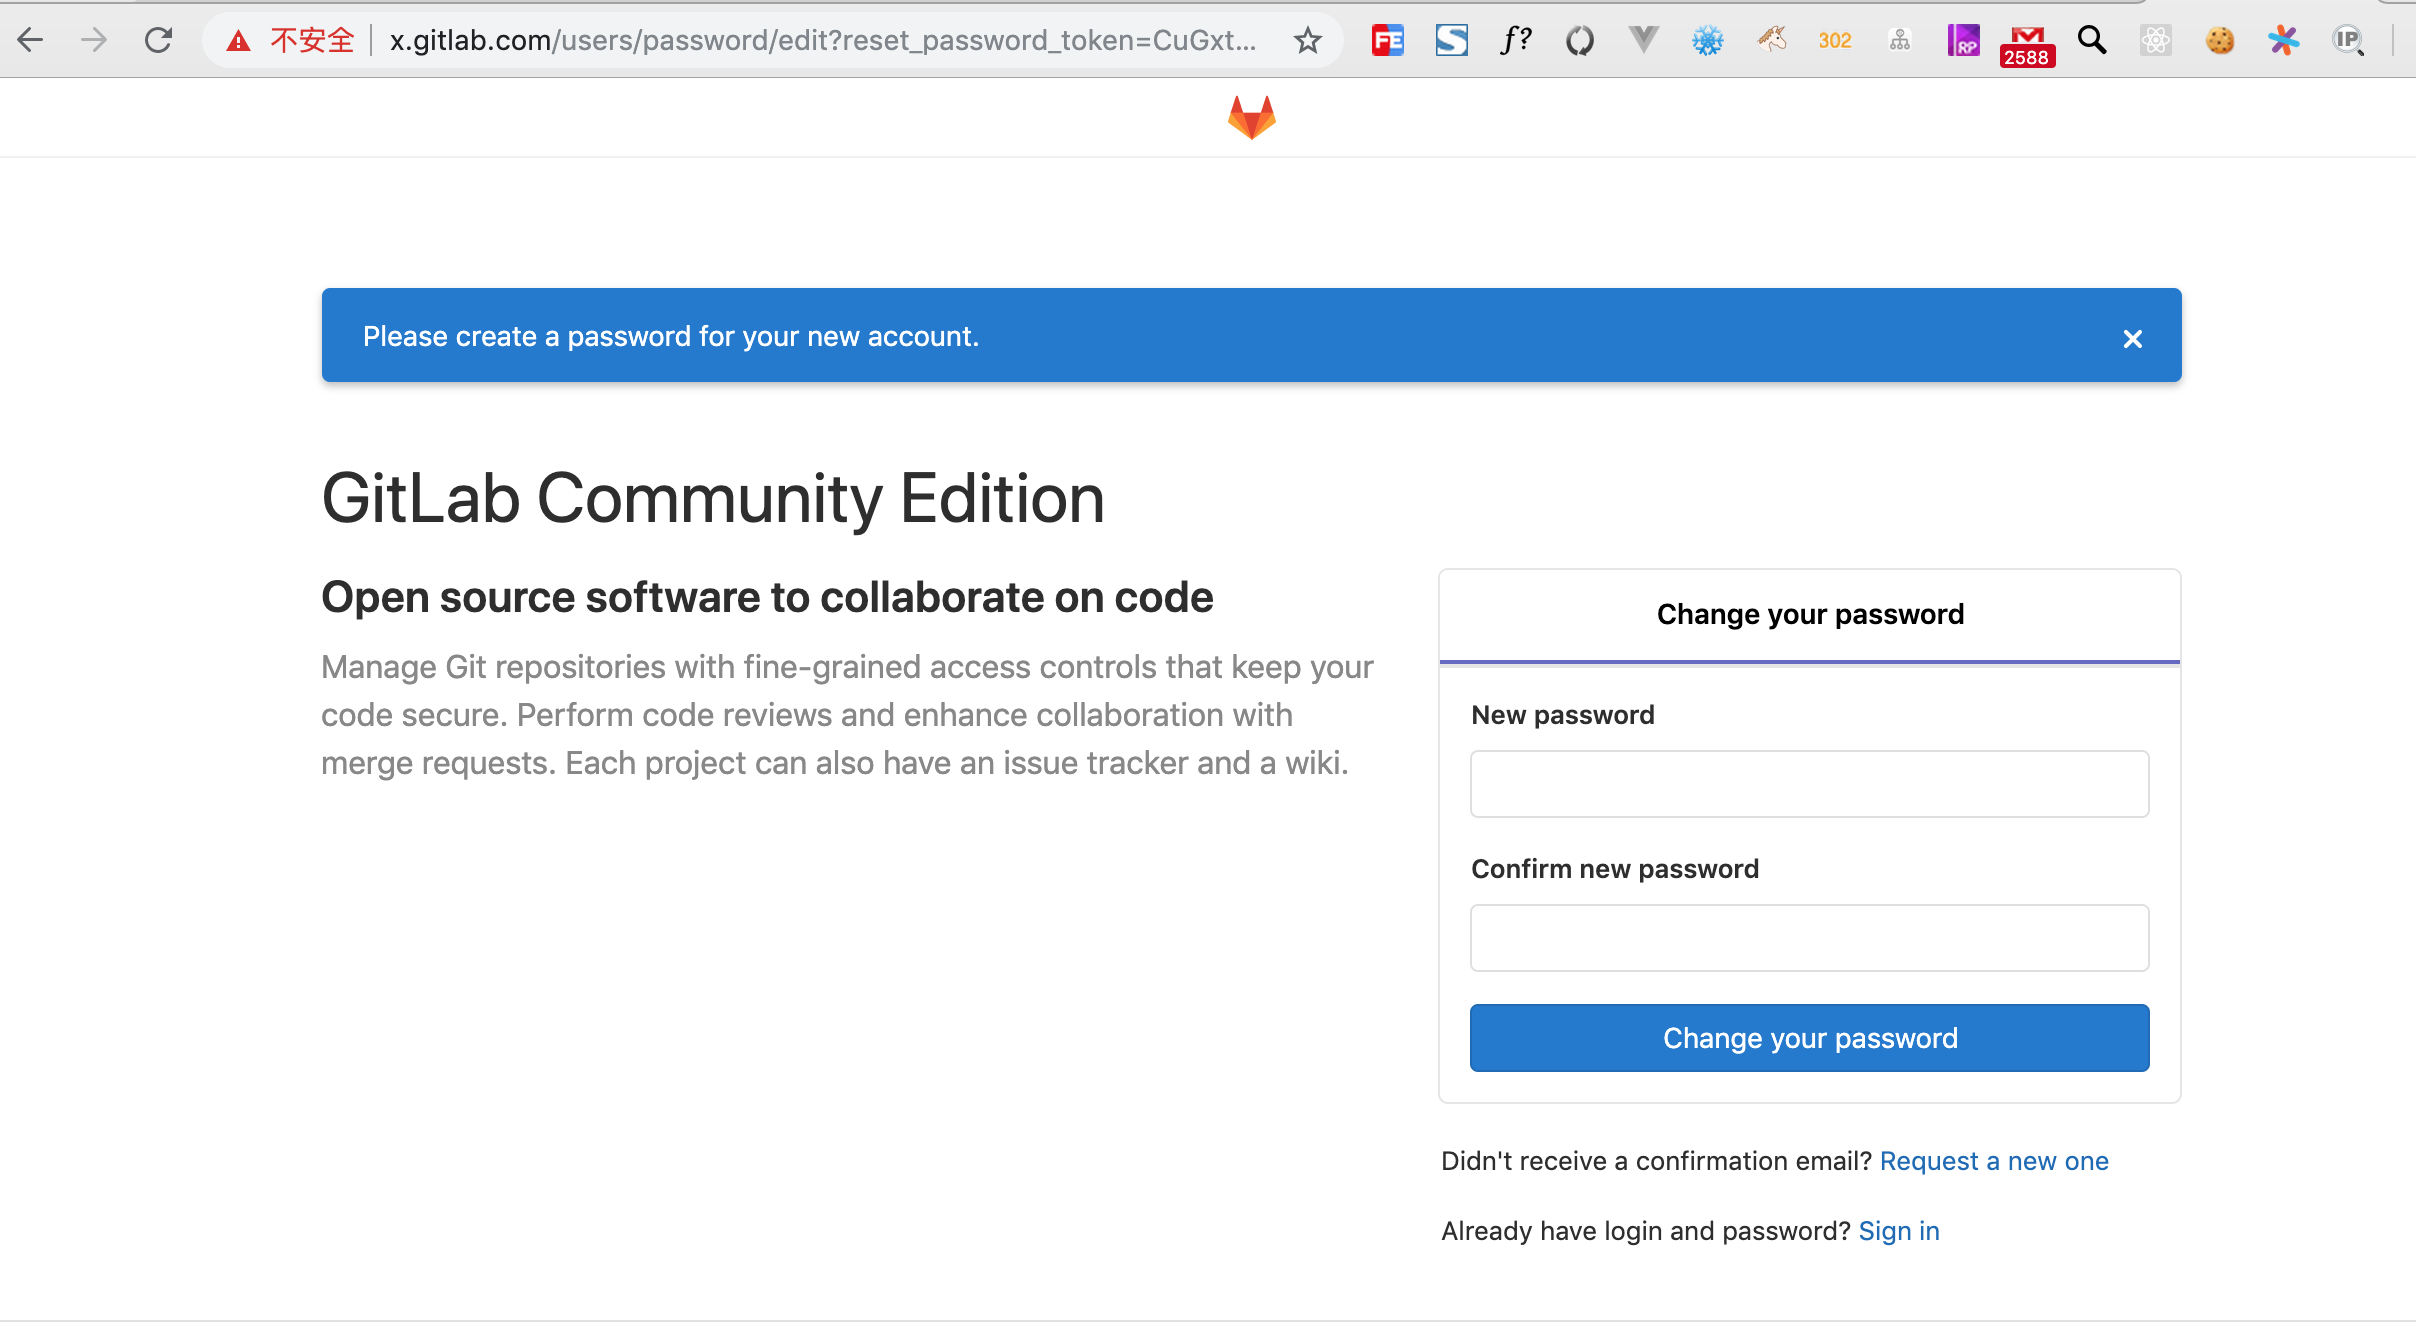 不安全 x.gitlab.com/users/password/edit?reset_password_token=CuGxt... FE S f? 302 RP 2588 IP
Please create a password for your new account. ×
GitLab Community Edition
Open source software to collaborate on code
Manage Git repositories with fine-grained access controls that keep your
code secure. Perform code reviews and enhance collaboration with
merge requests. Each project can also have an issue tracker and a wiki.
Change your password
New password
Confirm new password
Change your password
Didn't receive a confirmation email? Request a new one
Already have login and password? Sign in